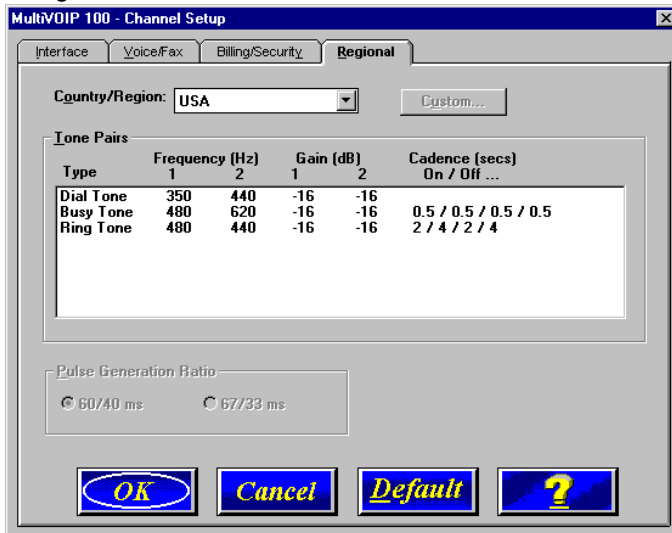 MultiVOIP 100 - Channel Setup
Interface Voice/Fax Billing/Security Regional
Country/Region: USA Custom...
Tone Pairs
Frequency (Hz) Gain (dB) Cadence (secs)
Type 1 2 1 2 On / Off ...
Dial Tone 350 440 -16 -16
Busy Tone 480 620 -16 -16 0.5 / 0.5 / 0.5 / 0.5
Ring Tone 480 440 -16 -16 2 / 4 / 2 / 4
Pulse Generation Ratio
60/40 ms 67/33 ms
OK Cancel Default ?